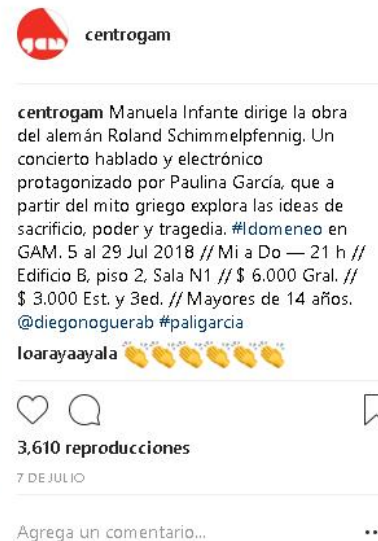 GAM
centrogam
centrogam Manuela Infante dirige la obra
del alemán Roland Schimmelpfennig. Un
concierto hablado y electrónico
protagonizado por Paulina García, que a
partir del mito griego explora las ideas de
sacrificio, poder y tragedia. #Idomeneo en
GAM. 5 al 29 Jul 2018 // Mi a Do — 21 h //
Edificio B, piso 2, Sala N1 // $ 6.000 Gral. //
$ 3.000 Est. y 3ed. // Mayores de 14 años.
@diegonoguerab #paligarcia
loarayaayala 👏👏👏👏👏👏
3,610 reproducciones
7 DE JULIO
Agrega un comentario...